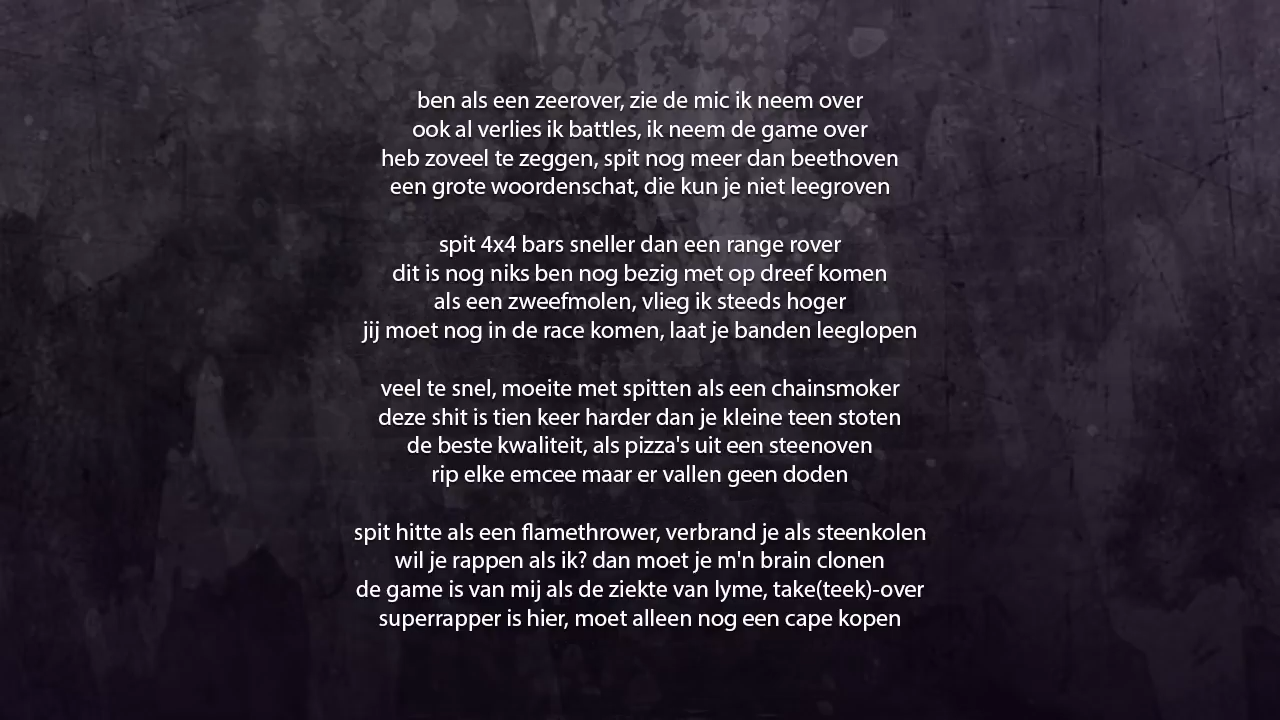 ben als een zeerover, zie de mic ik neem over
ook al verlies ik battles, ik neem de game over
heb zoveel te zeggen, spit nog meer dan beethoven
een grote woordenschat, die kun je niet leegroven
spit 4x4 bars sneller dan een range rover
dit is nog niks ben nog bezig met op dreef komen
als een zweefmolen, vlieg ik steeds hoger
jij moet nog in de race komen, laat je banden leeglopen
veel te snel, moeite met spitten als een chainsmoker
deze shit is tien keer harder dan je kleine teen stoten
de beste kwaliteit, als pizza's uit een steenoven
rip elke emcee maar er vallen geen doden
spit hitte als een flamethrower, verbrand je als steenkolen
wil je rappen als ik? dan moet je m'n brain clonen
de game is van mij als de ziekte van lyme, take(teek)-over
superrapper is hier, moet alleen nog een cape kopen